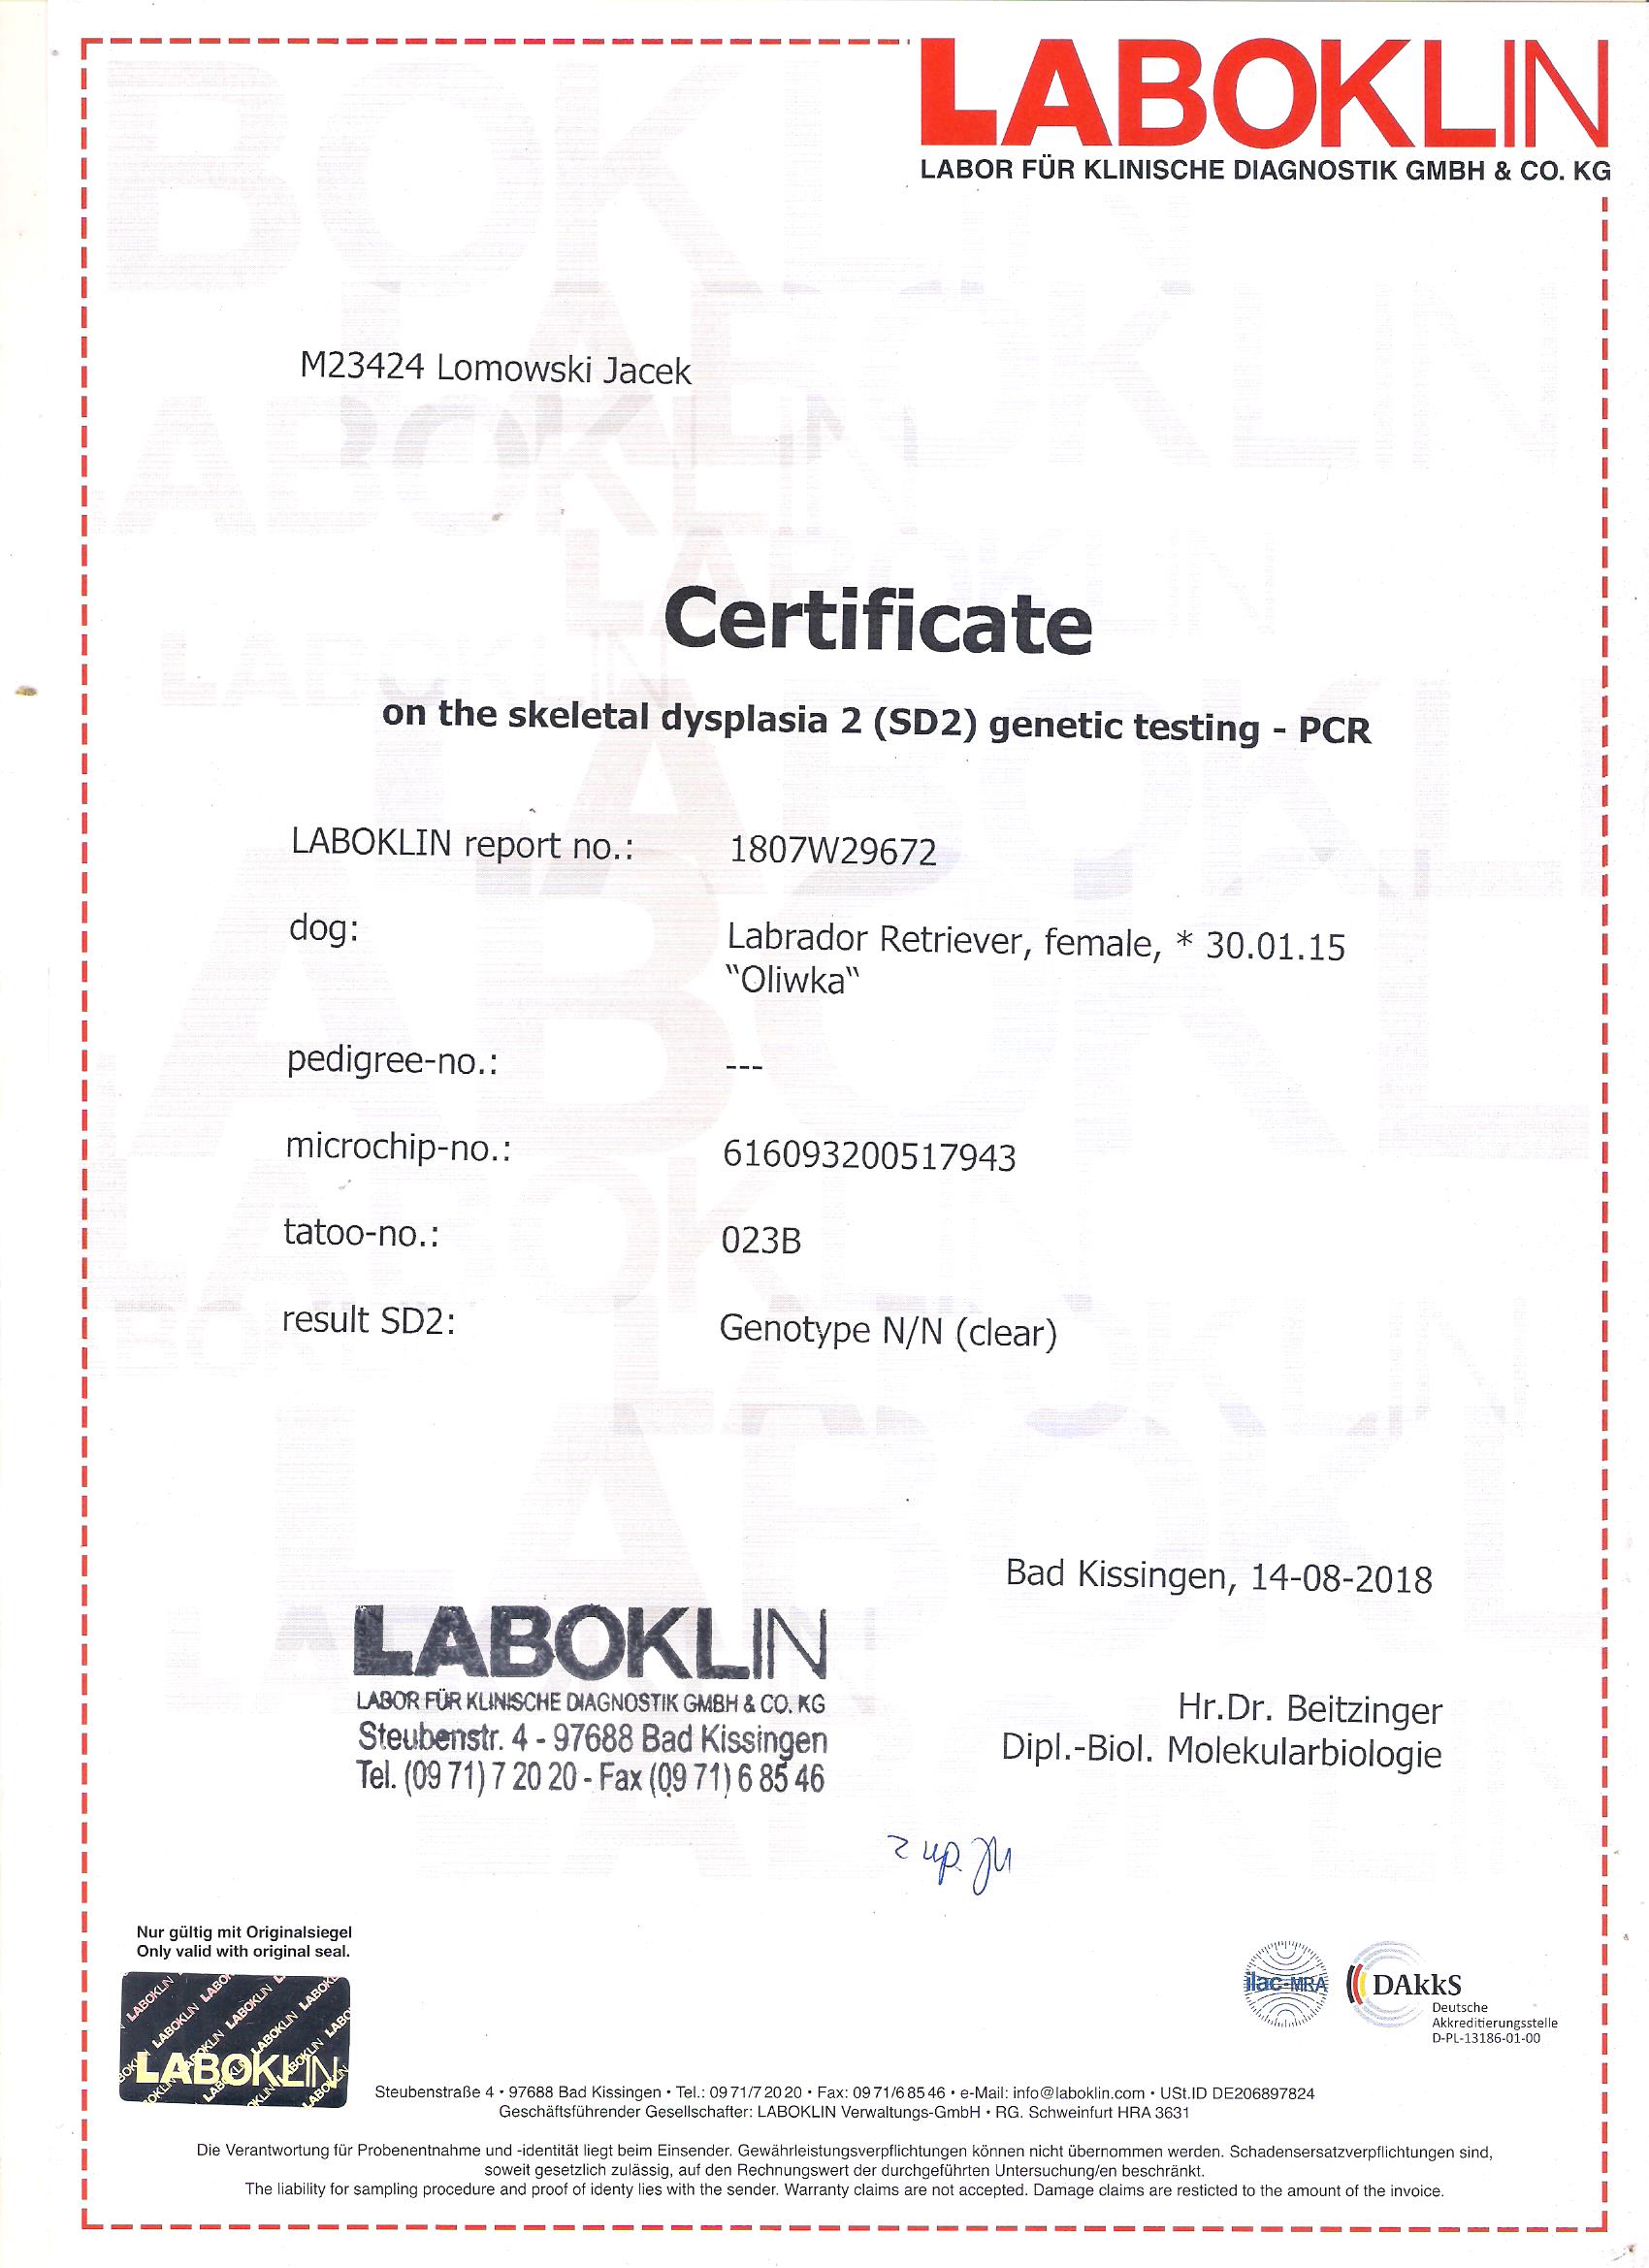 LABOKLIN
LABOR FÜR KLINISCHE DIAGNOSTIK GMBH & CO. KG
M23424 Lomowski Jacek
Certificate
on the skeletal dysplasia 2 (SD2) genetic testing - PCR
LABOKLIN report no.: 1807W29672
dog: Labrador Retriever, female, * 30.01.15
"Oliwka"
pedigree-no.: ---
microchip-no.: 616093200517943
tatoo-no.: 023B
result SD2: Genotype N/N (clear)
Bad Kissingen, 14-08-2018
LABOKLIN
LABOR FÜR KLINISCHE DIAGNOSTIK GMBH & CO. KG
Steubenstr. 4 - 97688 Bad Kissingen
Tel. (09 71) 7 20 20 - Fax (09 71) 6 85 46
Hr.Dr. Beitzinger
Dipl.-Biol. Molekularbiologie
Nur gültig mit Originalsiegel
Only valid with original seal.
LABOKLIN
ilac-MRA
DAkkS
Deutsche
Akkreditierungsstelle
D-PL-13186-01-00
Steubenstraße 4 • 97688 Bad Kissingen • Tel.: 09 71/7 20 20 • Fax: 09 71/6 85 46 • e-Mail: info@laboklin.com • USt.ID DE206897824
Geschäftsführender Gesellschafter: LABOKLIN Verwaltungs-GmbH • RG. Schweinfurt HRA 3631
Die Verantwortung für Probenentnahme und -identität liegt beim Einsender. Gewährleistungsverpflichtungen können nicht übernommen werden. Schadensersatzverpflichtungen sind,
soweit gesetzlich zulässig, auf den Rechnungswert der durchgeführten Untersuchung/en beschränkt.
The liability for sampling procedure and proof of identy lies with the sender. Warranty claims are not accepted. Damage claims are resticted to the amount of the invoice.